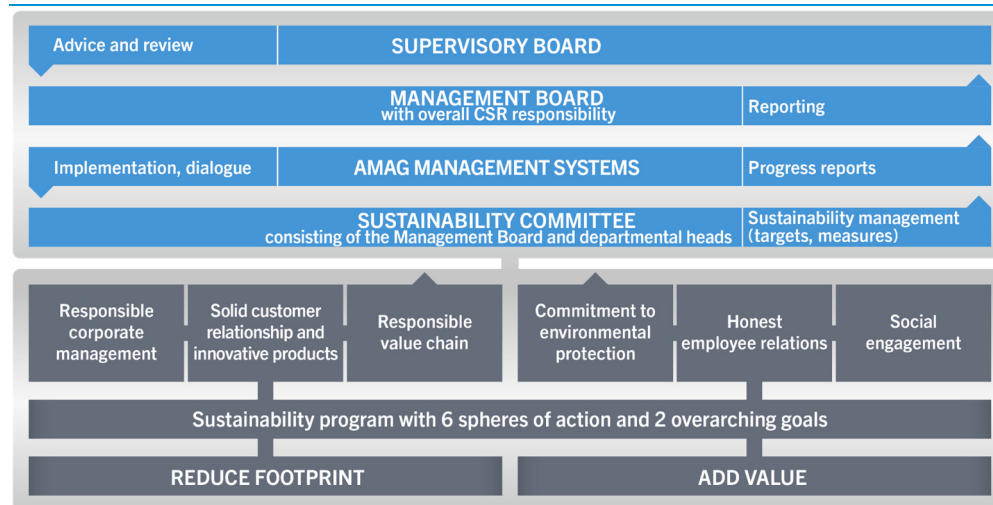 Advice and review
SUPERVISORY BOARD
MANAGEMENT BOARD
with overall CSR responsibility
Reporting
Implementation, dialogue
AMAG MANAGEMENT SYSTEMS
Progress reports
SUSTAINABILITY COMMITTEE
consisting of the Management Board and departmental heads
Sustainability management
(targets, measures)
Responsible
corporate
management
Solid customer
relationship and
innovative products
Responsible
value chain
Commitment to
environmental
protection
Honest
employee relations
Social
engagement
Sustainability program with 6 spheres of action and 2 overarching goals
REDUCE FOOTPRINT
ADD VALUE